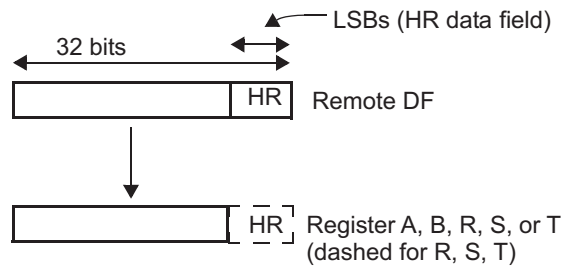 LSBs (HR data field)
32 bits
HR
Remote DF
HR
Register A, B, R, S, or T
(dashed for R, S, T)